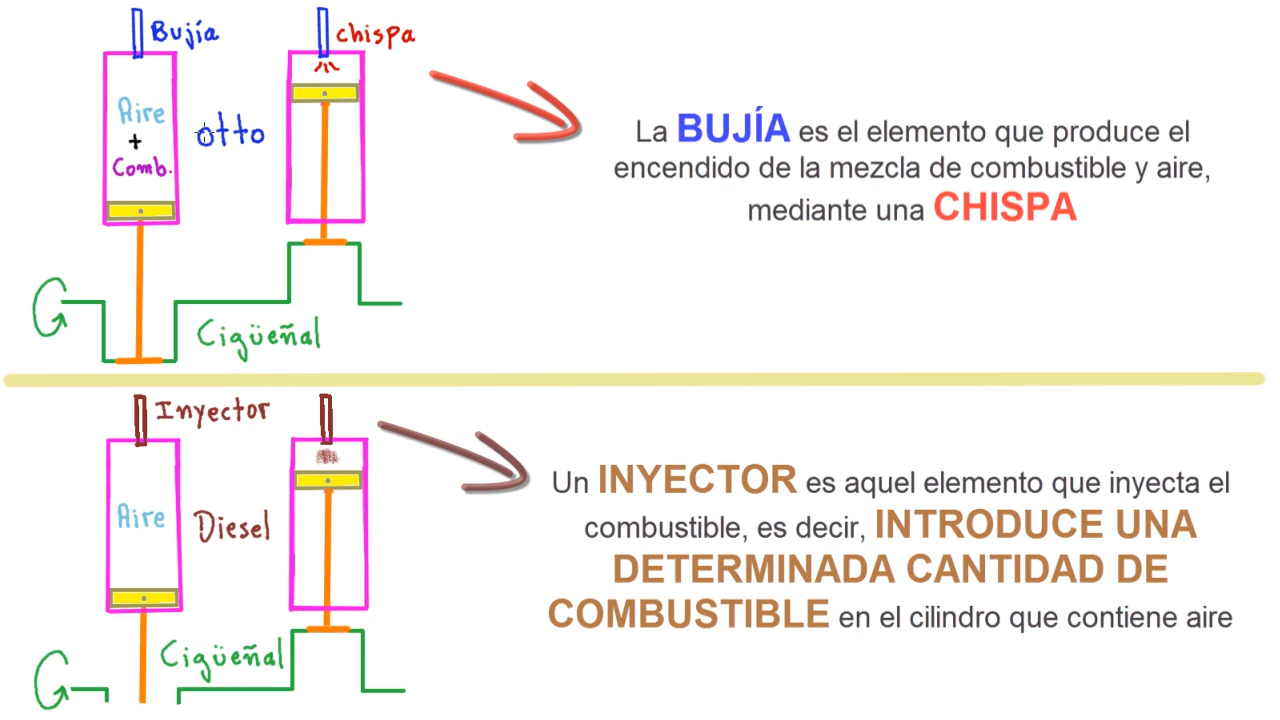 Bujía
chispa
Aire
+
Comb.
otto
La BUJÍA es el elemento que produce el
encendido de la mezcla de combustible y aire,
mediante una CHISPA
Cigüeñal
Inyector
Aire
Diesel
Un INYECTOR es aquel elemento que inyecta el
combustible, es decir, INTRODUCE UNA
DETERMINADA CANTIDAD DE
COMBUSTIBLE en el cilindro que contiene aire
Cigüeñal